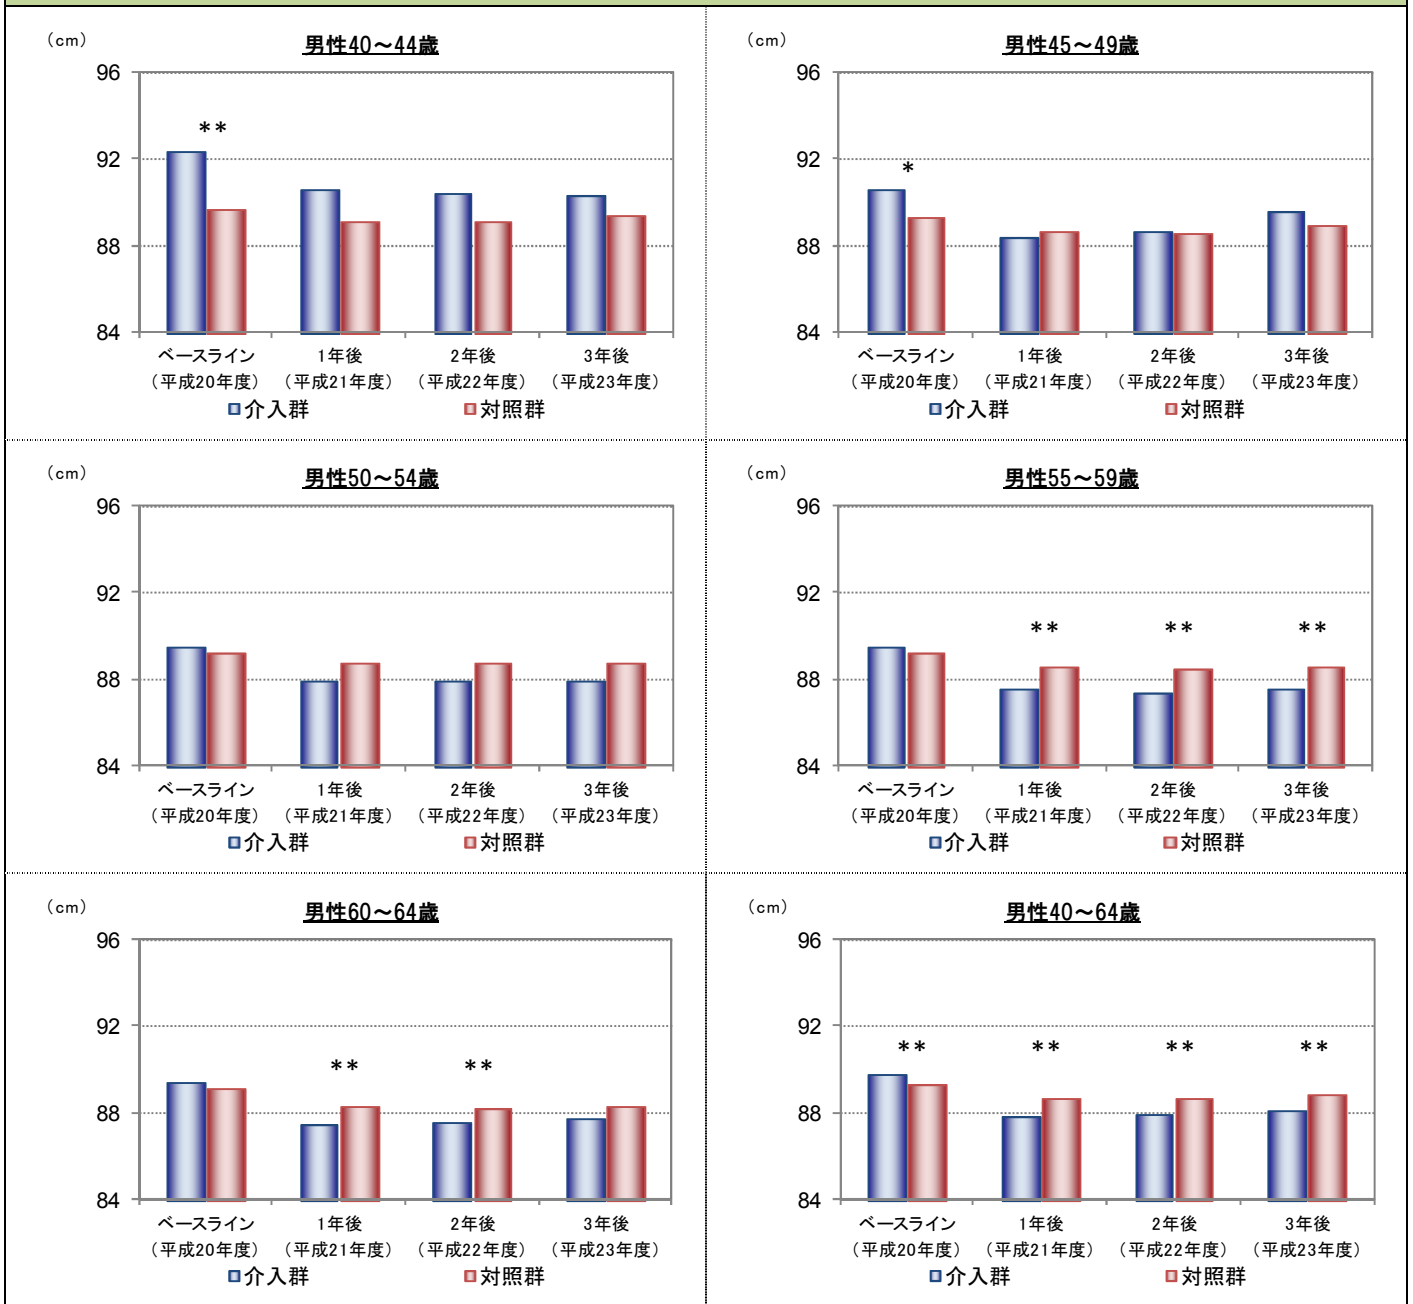 (cm)
男性40～44歳
96
92
88
84
**
ベースライン 1年後 2年後 3年後
(平成20年度) (平成21年度) (平成22年度) (平成23年度)
介入群 対照群
(cm)
男性45～49歳
96
92
88
84
*
ベースライン 1年後 2年後 3年後
(平成20年度) (平成21年度) (平成22年度) (平成23年度)
介入群 対照群
(cm)
男性50～54歳
96
92
88
84
ベースライン 1年後 2年後 3年後
(平成20年度) (平成21年度) (平成22年度) (平成23年度)
介入群 対照群
(cm)
男性55～59歳
96
92
88
84
** ** **
ベースライン 1年後 2年後 3年後
(平成20年度) (平成21年度) (平成22年度) (平成23年度)
介入群 対照群
(cm)
男性60～64歳
96
92
88
84
** **
ベースライン 1年後 2年後 3年後
(平成20年度) (平成21年度) (平成22年度) (平成23年度)
介入群 対照群
(cm)
男性40～64歳
96
92
88
84
** ** ** **
ベースライン 1年後 2年後 3年後
(平成20年度) (平成21年度) (平成22年度) (平成23年度)
介入群 対照群